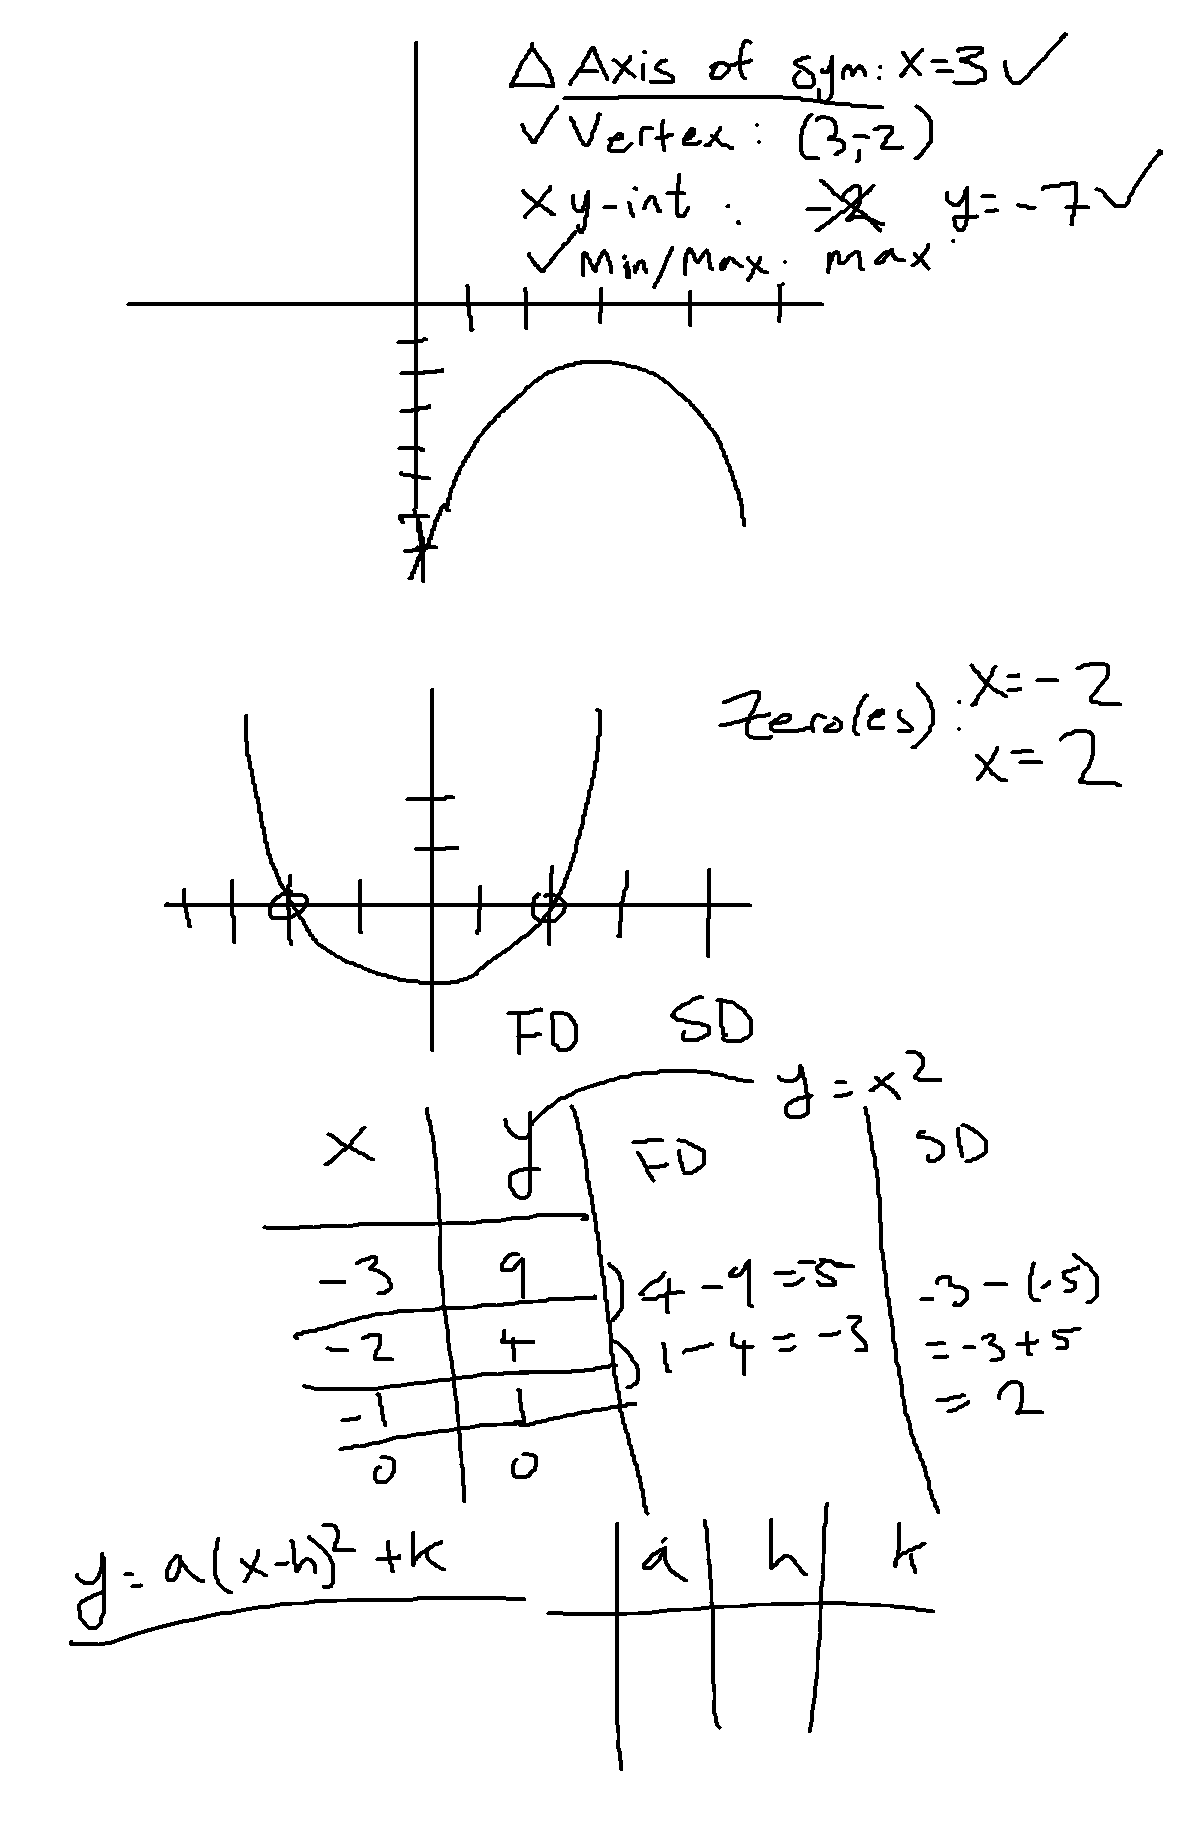 △ Axis of sym: x=3 ✓
✓ Vertex: (3,-2)
x y-int: -2 y=-7 ✓
✓ Min/Max: max
Zero(es): x=-2
x=2
FD SD
y=x²
x y FD SD
-3 9 4-9=-5 -3-(-5)
-2 4 1-4=-3 =-3+5
-1 1 =2
0 0
y=a(x-h)²+k a h k